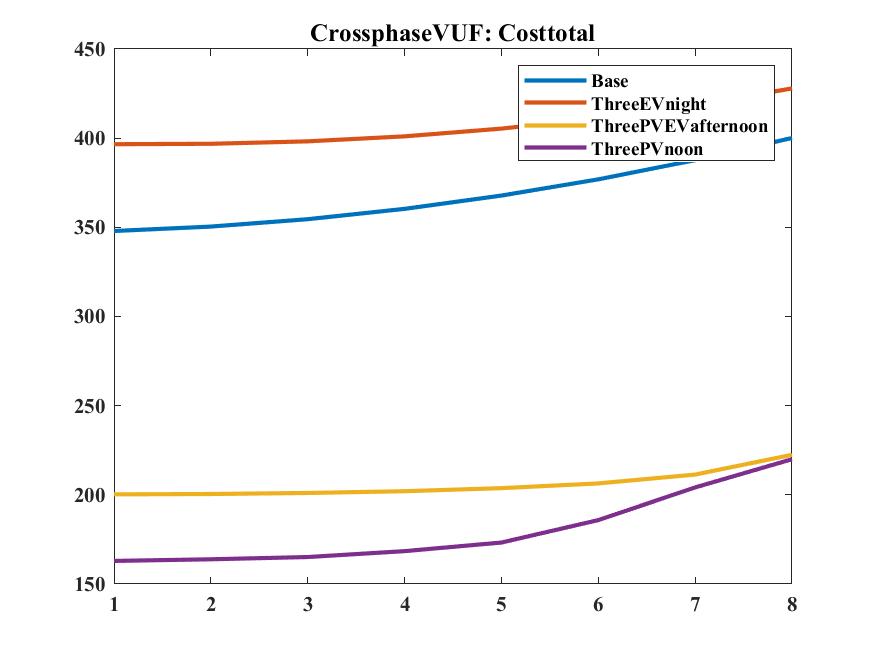 CrossphaseVUF: Costtotal
450
400
350
300
250
200
150
Base
ThreeEVnight
ThreePVEVafternoon
ThreePVnoon
1 2 3 4 5 6 7 8